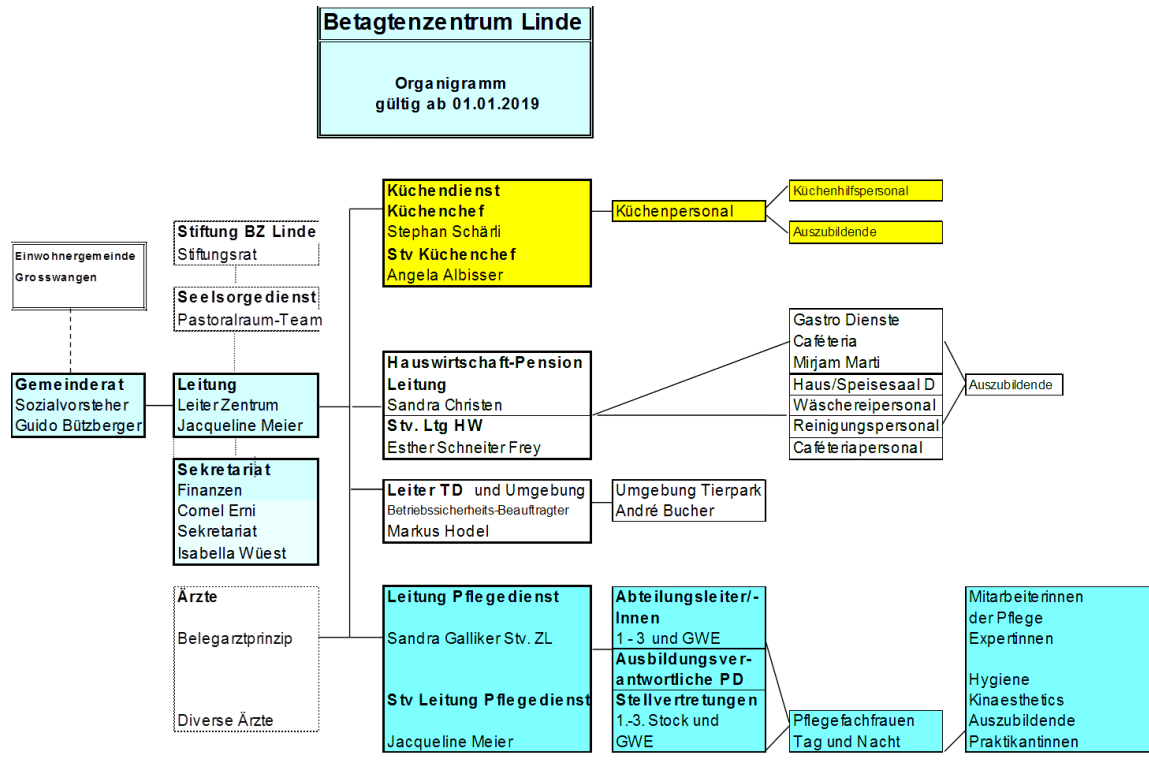 Betagtenzentrum Linde
Organigramm
gültig ab 01.01.2019
Einwohnergemeinde
Grosswangen
Gemeinderat
Sozialvorsteher
Guido Bützberger
Stiftung BZ Linde
Stiftungsrat
Seelsorgedienst
Pastoralraum-Team
Leitung
Leiter Zentrum
Jacqueline Meier
Sekretariat
Finanzen
Cornel Erni
Sekretariat
Isabella Wüest
Ärzte
Belegarztprinzip
Diverse Ärzte
Küchendienst
Küchenchef
Stephan Schärli
Stv Küchenchef
Angela Albisser
Küchenpersonal
Küchenhilfspersonal
Auszubildende
Hauswirtschaft-Pension
Leitung
Sandra Christen
Stv. Ltg HW
Esther Schneiter Frey
Gastro Dienste
Caféteria
Mirjam Marti
Haus/Speisesaal D
Wäschereipersonal
Reinigungspersonal
Caféteriapersonal
Auszubildende
Leiter TD und Umgebung
Betriebssicherheits-Beauftragter
Markus Hodel
Umgebung Tierpark
André Bucher
Leitung Pflegedienst
Sandra Galliker Stv. ZL
Stv Leitung Pflegedienst
Jacqueline Meier
Abteilungsleiter/-
Innen
1 - 3 und GWE
Ausbildungsver-
antwortliche PD
Stellvertretungen
1.-3. Stock und
GWE
Pflegefachfrauen
Tag und Nacht
Mitarbeiterinnen
der Pflege
Expertinnen
Hygiene
Kinaesthetics
Auszubildende
Praktikantinnen